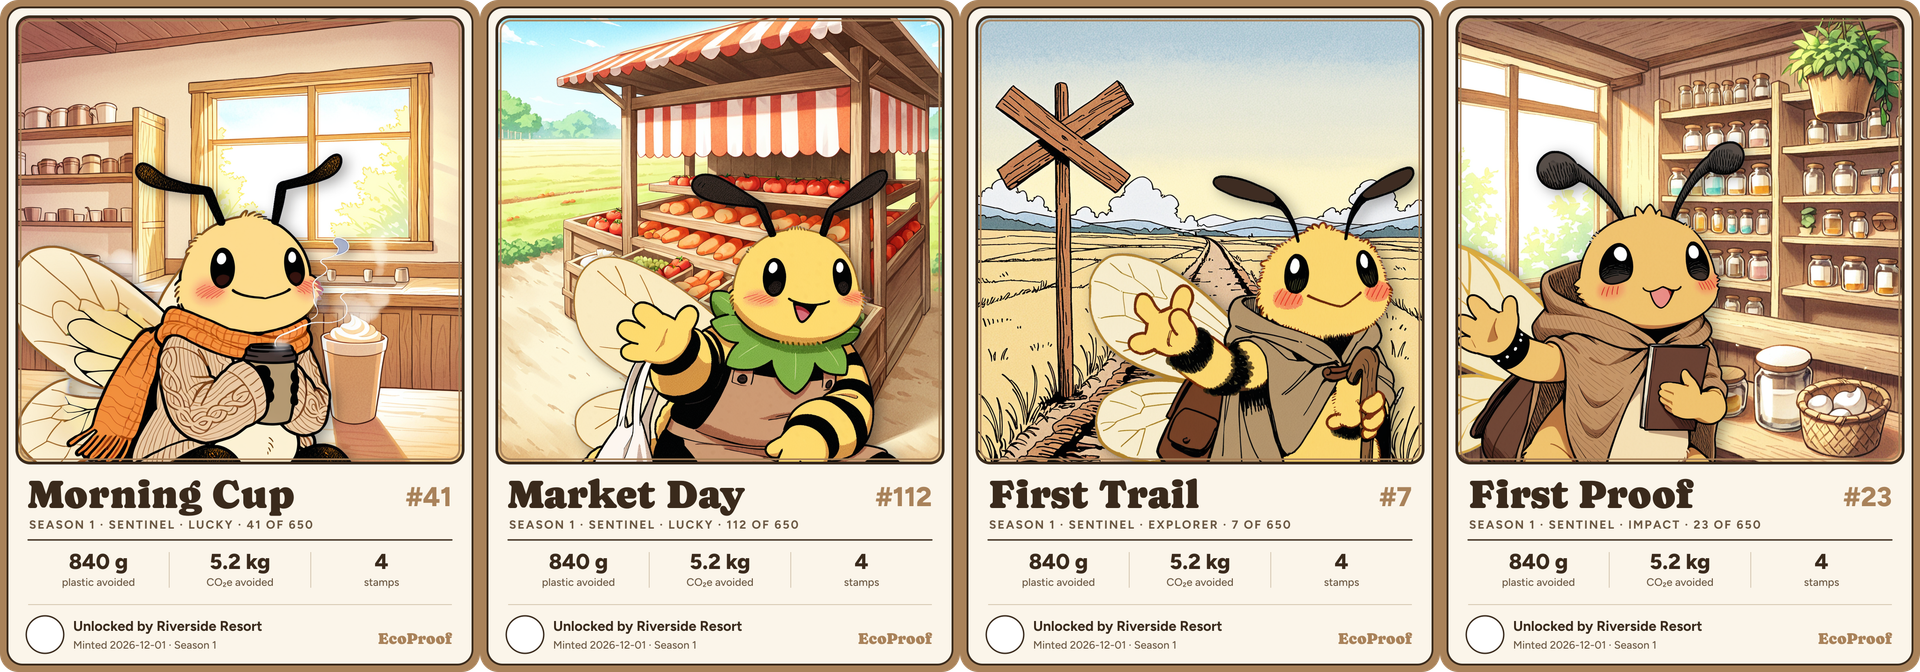 Morning Cup #41
SEASON 1 · SENTINEL · LUCKY · 41 OF 650
840 g 5.2 kg 4
plastic avoided CO₂e avoided stamps
Unlocked by Riverside Resort
Minted 2026-12-01 · Season 1 EcoProof
Market Day #112
SEASON 1 · SENTINEL · LUCKY · 112 OF 650
840 g 5.2 kg 4
plastic avoided CO₂e avoided stamps
Unlocked by Riverside Resort
Minted 2026-12-01 · Season 1 EcoProof
First Trail #7
SEASON 1 · SENTINEL · EXPLORER · 7 OF 650
840 g 5.2 kg 4
plastic avoided CO₂e avoided stamps
Unlocked by Riverside Resort
Minted 2026-12-01 · Season 1 EcoProof
First Proof #23
SEASON 1 · SENTINEL · IMPACT · 23 OF 650
840 g 5.2 kg 4
plastic avoided CO₂e avoided stamps
Unlocked by Riverside Resort
Minted 2026-12-01 · Season 1 EcoProof